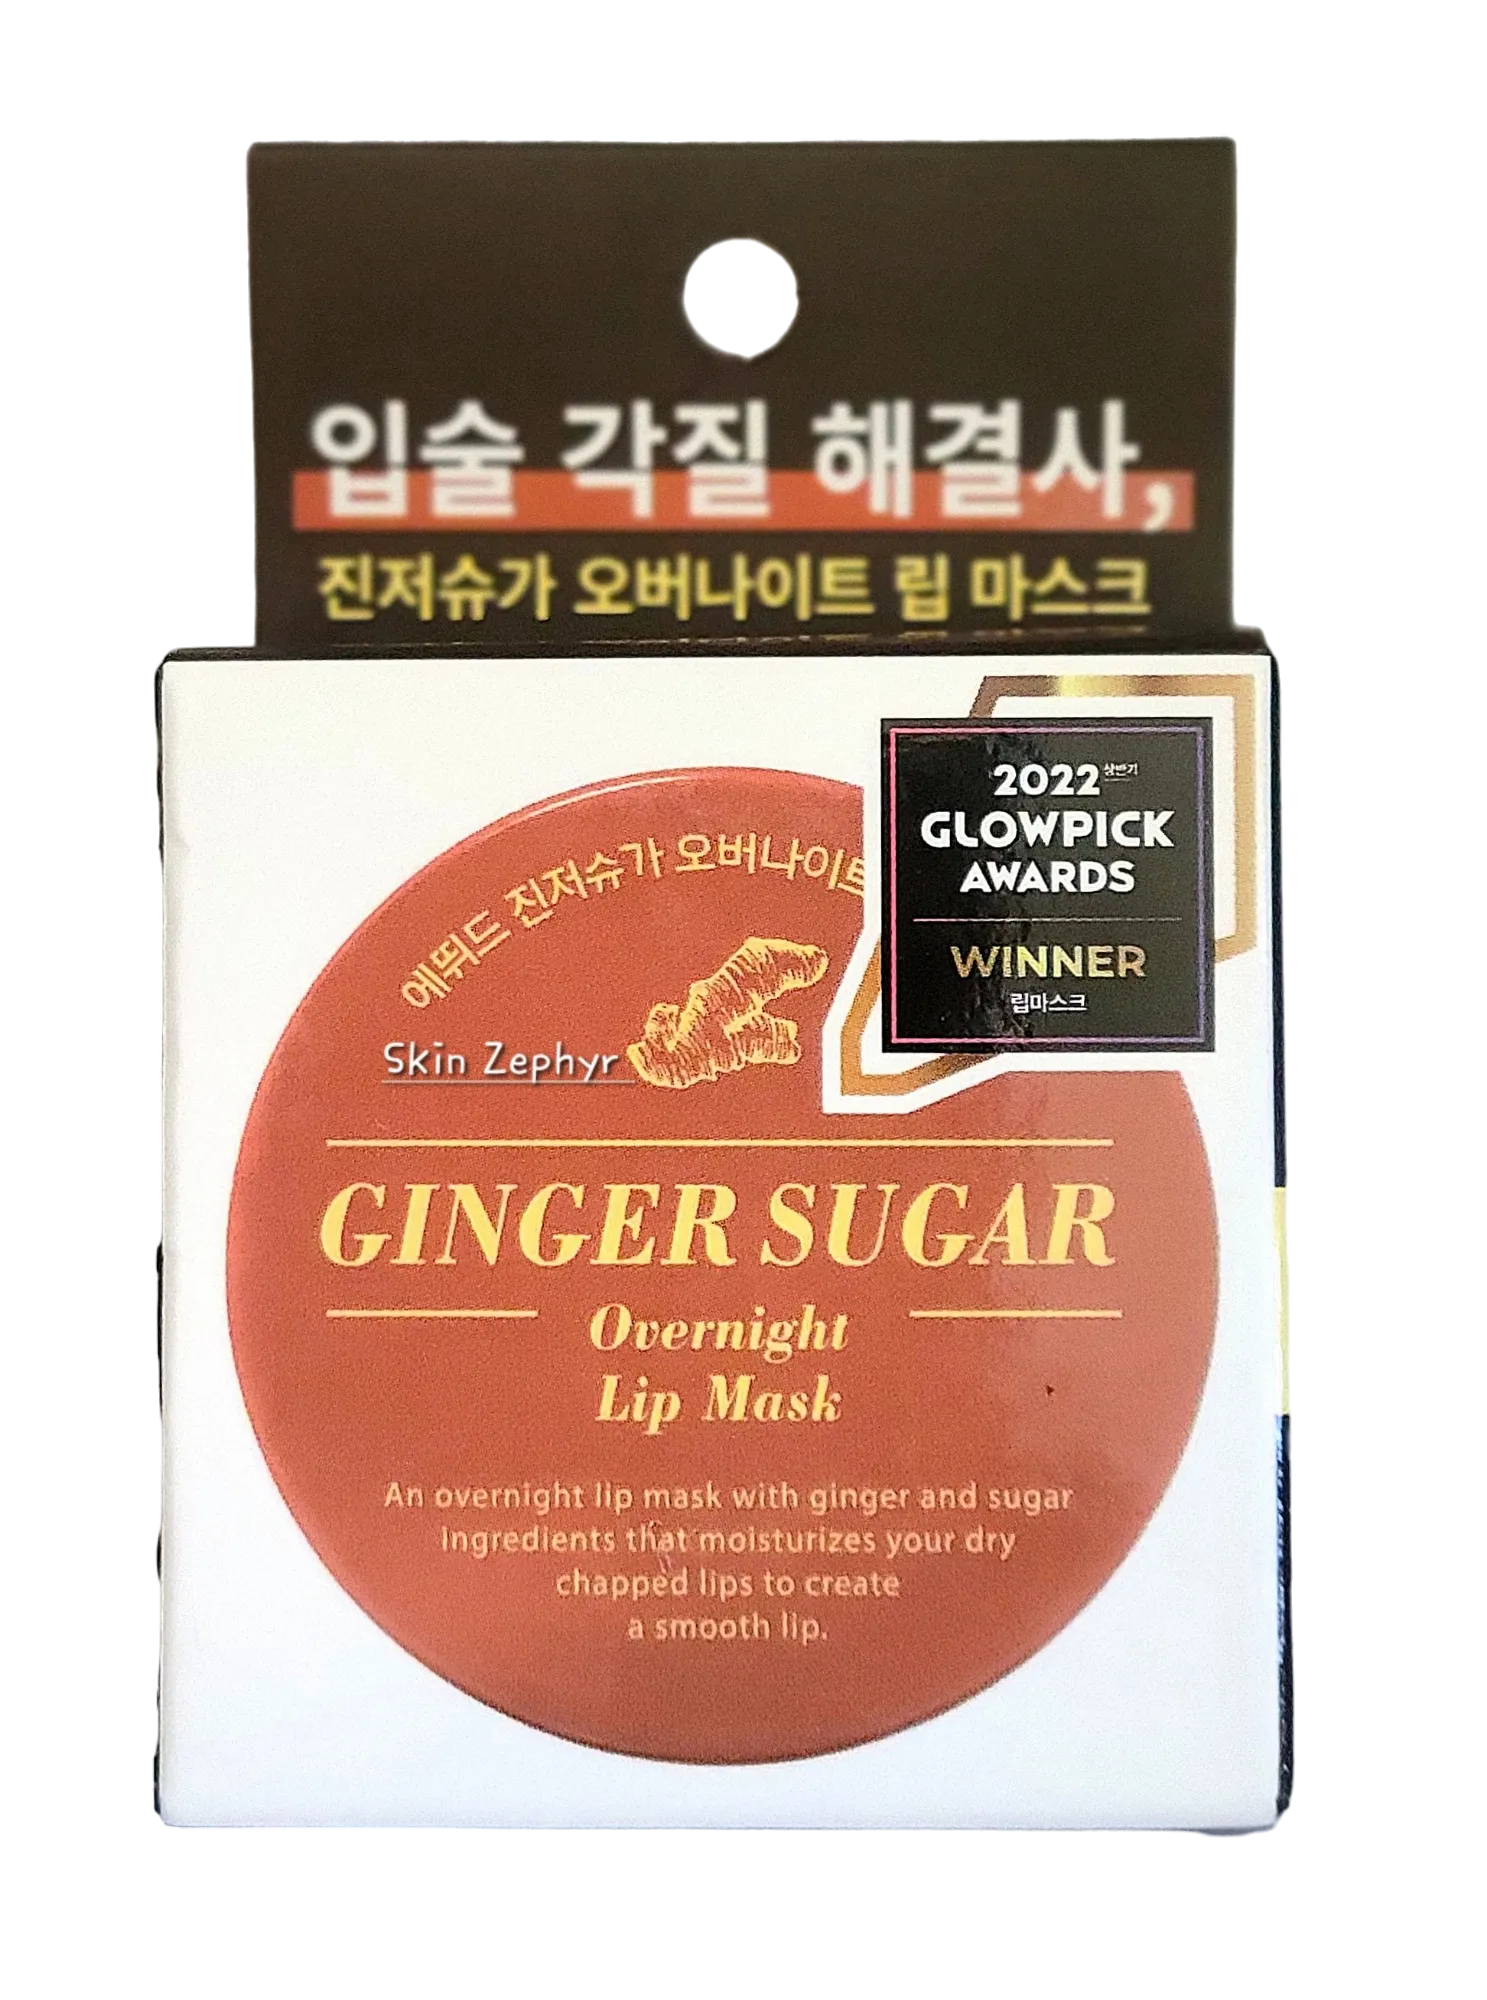 입술 각질 해결사,
진저슈가 오버나이트 립 마스크
2022 상반기
GLOWPICK
AWARDS
WINNER
립마스크
에뛰드 진저슈가 오버나이트
Skin Zephyr
GINGER SUGAR
Overnight
Lip Mask
An overnight lip mask with ginger and sugar
ingredients that moisturizes your dry
chapped lips to create
a smooth lip.